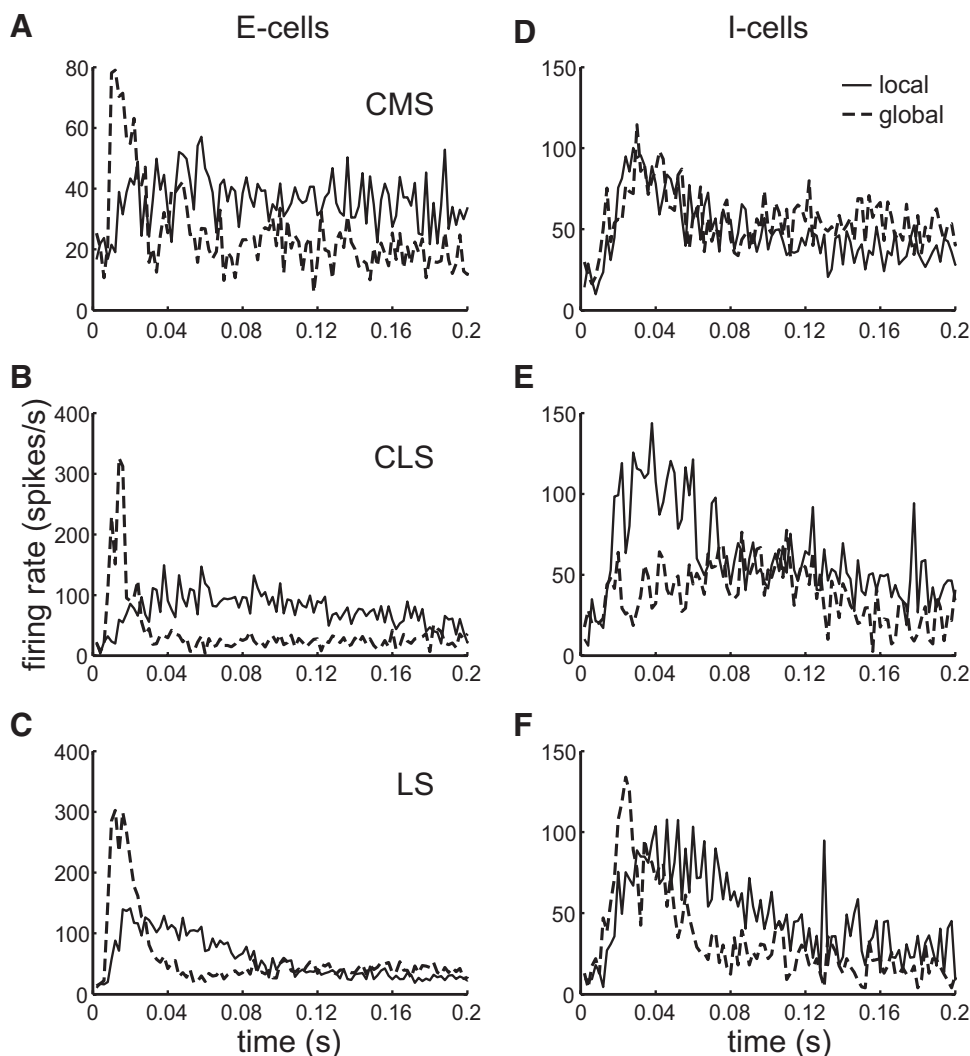 A E-cells D I-cells
80
60
40
20
0
0 0.04 0.08 0.12 0.16 0.2
CMS
150
100
50
0
0 0.04 0.08 0.12 0.16 0.2
local
global
B
firing rate (spikes/s)
400
300
200
100
0
0 0.04 0.08 0.12 0.16 0.2
CLS
E
150
100
50
0
0 0.04 0.08 0.12 0.16 0.2
C
400
300
200
100
0
0 0.04 0.08 0.12 0.16 0.2
time (s)
LS
F
150
100
50
0
0 0.04 0.08 0.12 0.16 0.2
time (s)